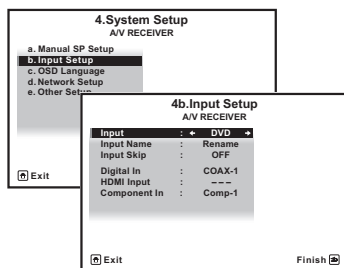 4.System Setup
A/V RECEIVER
a. Manual SP Setup
b. Input Setup
c. OSD Language
d. Network Setup
e. Other Setup
Exit
4b.Input Setup
A/V RECEIVER
Input : DVD
Input Name : Rename
Input Skip : OFF
Digital In : COAX-1
HDMI Input : – – –
Component In : Comp-1
Exit
Finish